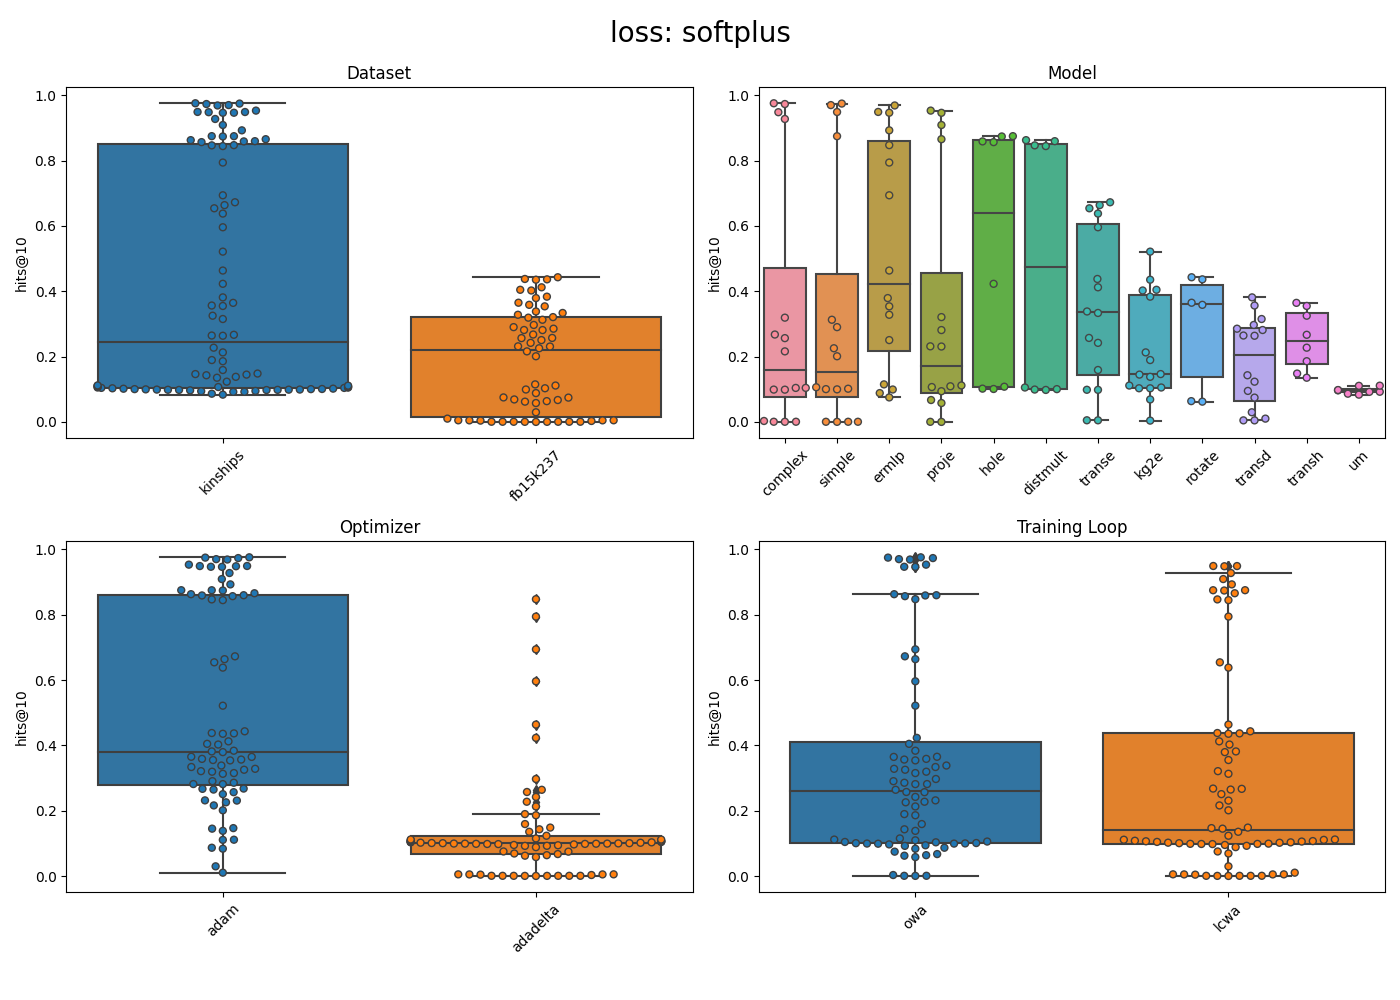 loss: softplus
Dataset
Model
hits@10
1.0
0.8
0.6
0.4
0.2
0.0
kinships
fb15k237
hits@10
1.0
0.8
0.6
0.4
0.2
0.0
complex
simple
ermlp
proje
hole
distmult
transe
kg2e
rotate
transd
transh
um
Optimizer
Training Loop
hits@10
1.0
0.8
0.6
0.4
0.2
0.0
adam
adadelta
hits@10
1.0
0.8
0.6
0.4
0.2
0.0
owa
lcwa